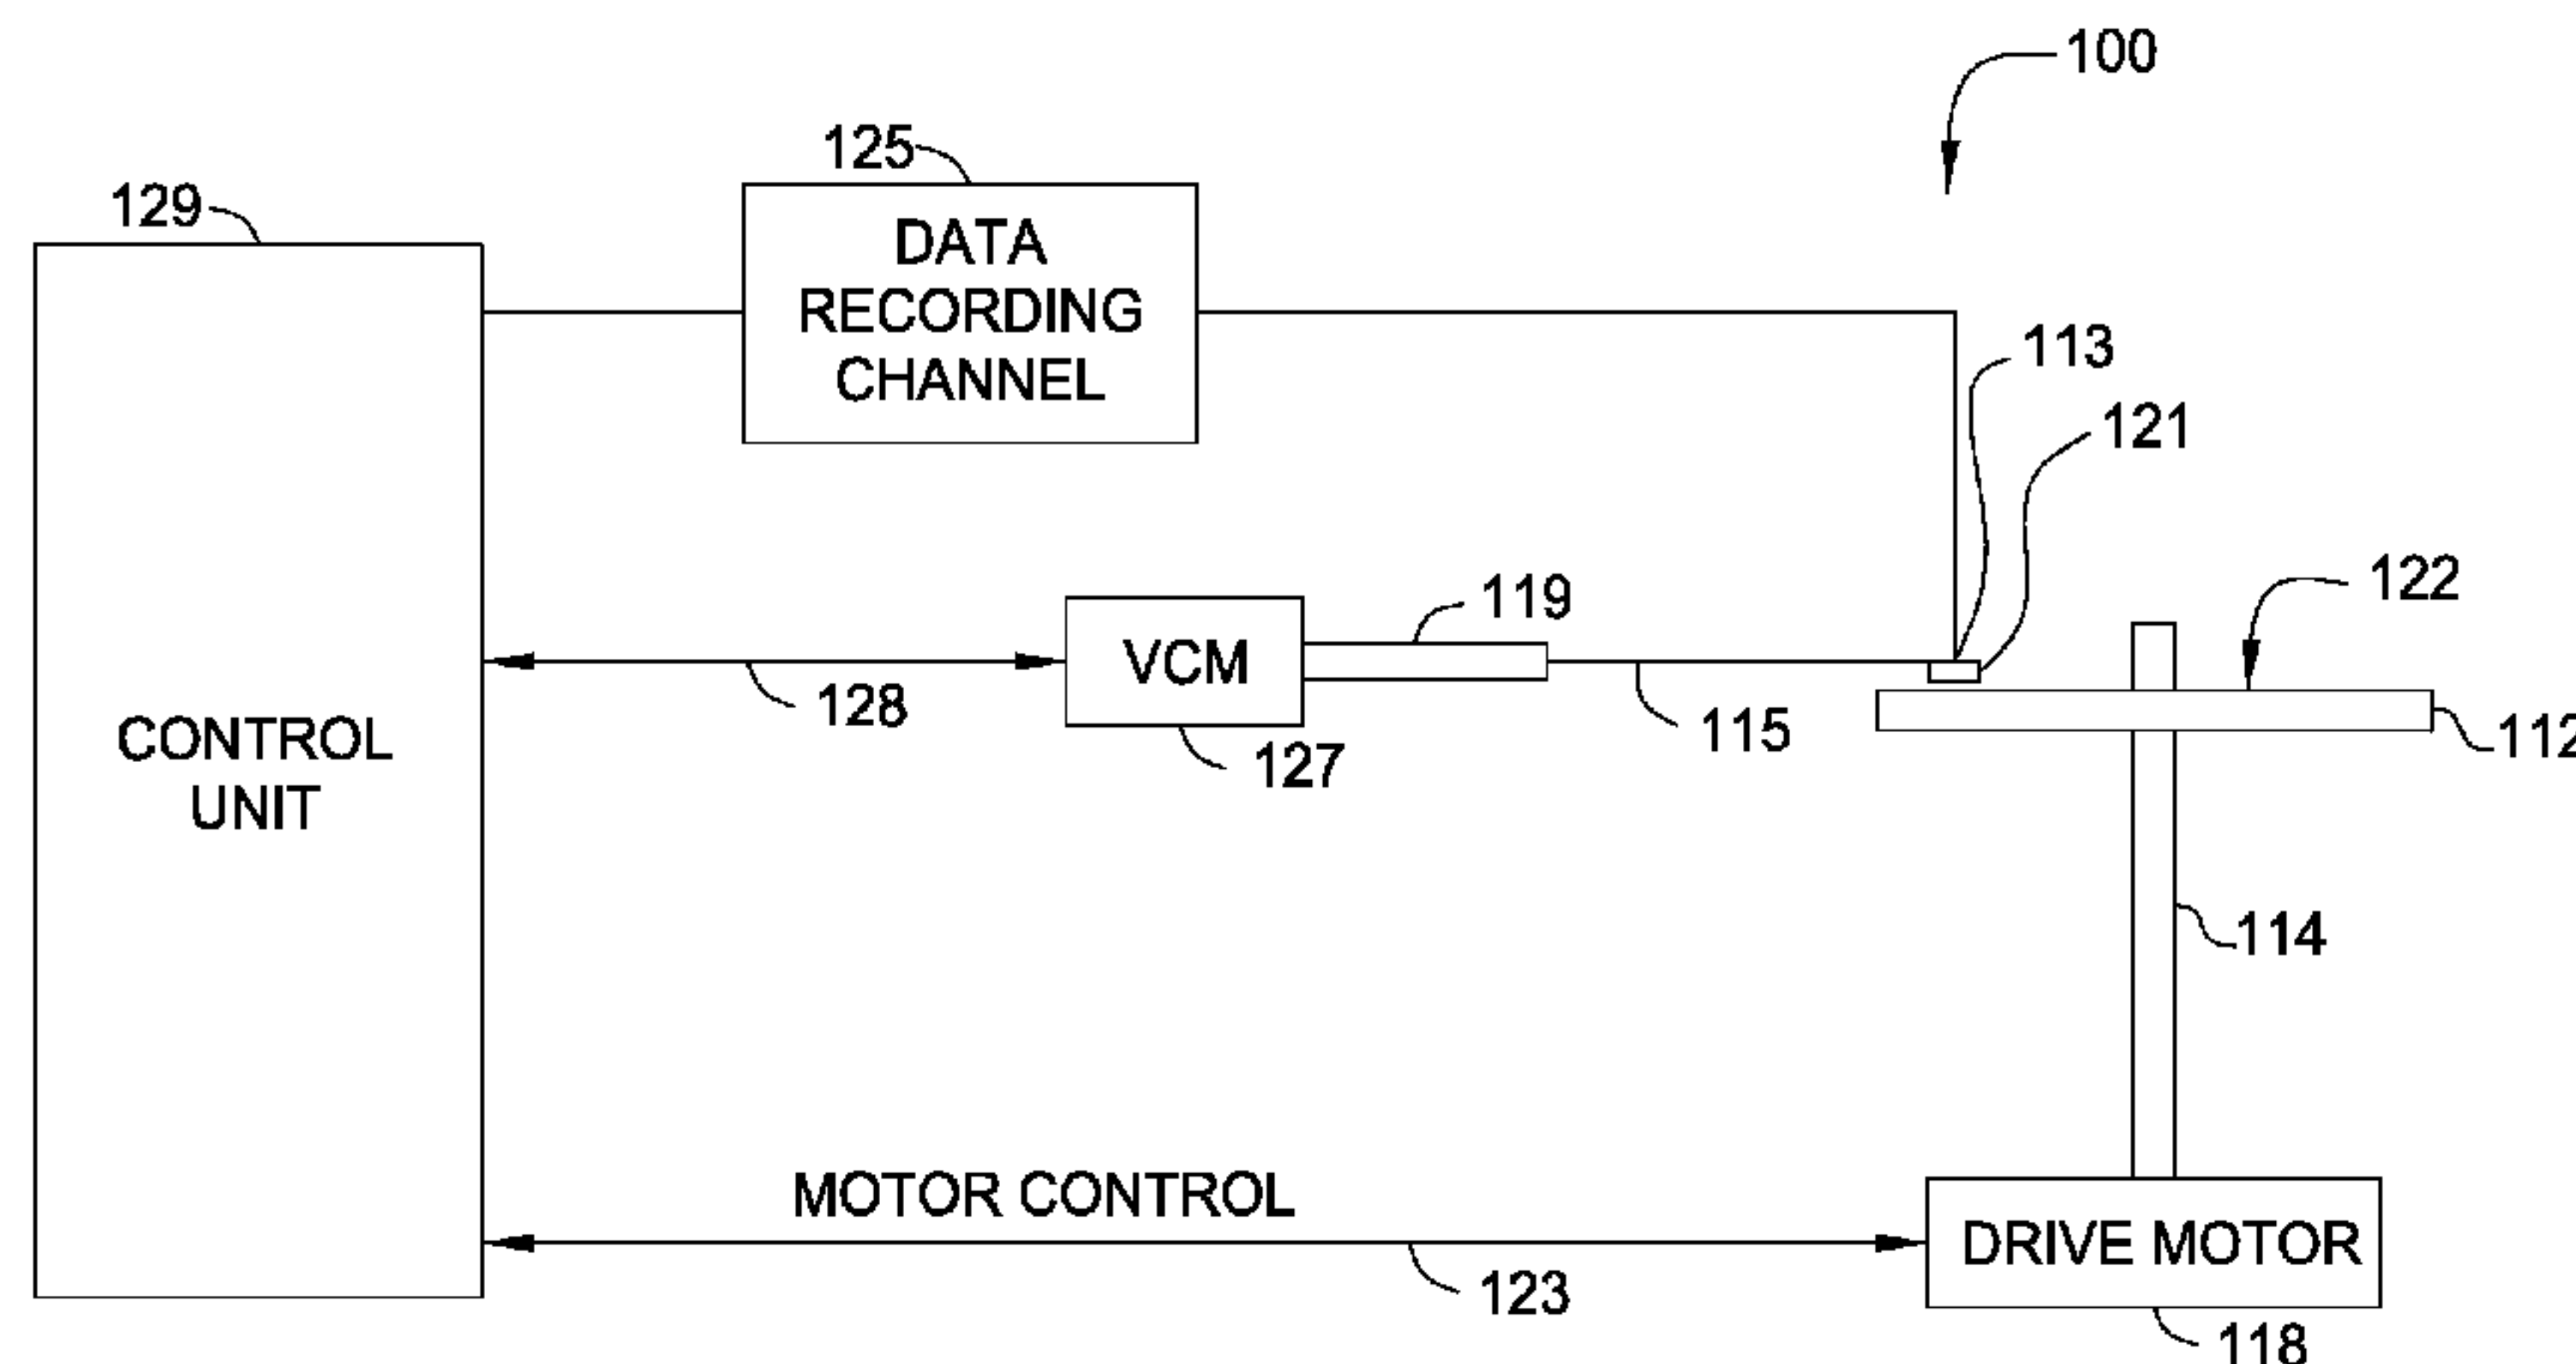 100
125
129
DATA
RECORDING
CHANNEL
113
121
122
119
VCM
128
115
112
127
CONTROL
UNIT
114
MOTOR CONTROL
DRIVE MOTOR
123
118